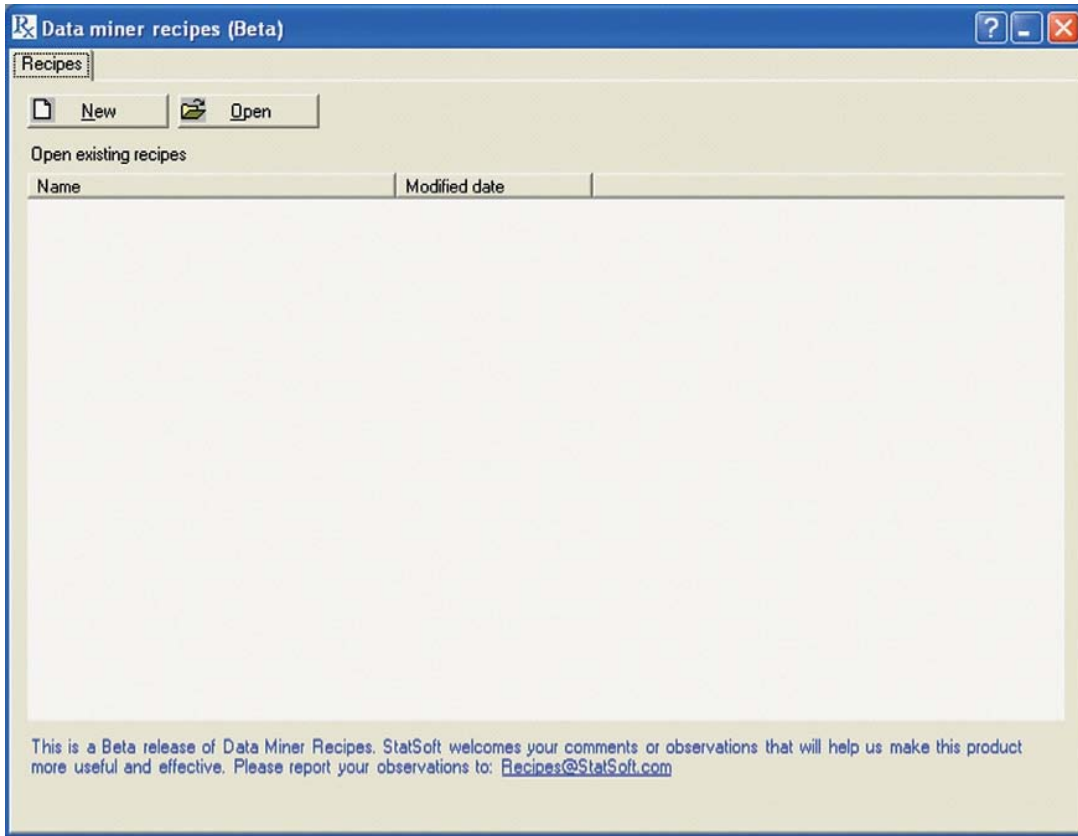 Data miner recipes (Beta)
Recipes
New Open
Open existing recipes
Name Modified date
This is a Beta release of Data Miner Recipes. StatSoft welcomes your comments or observations that will help us make this product
more useful and effective. Please report your observations to: Recipes@StatSoft.com